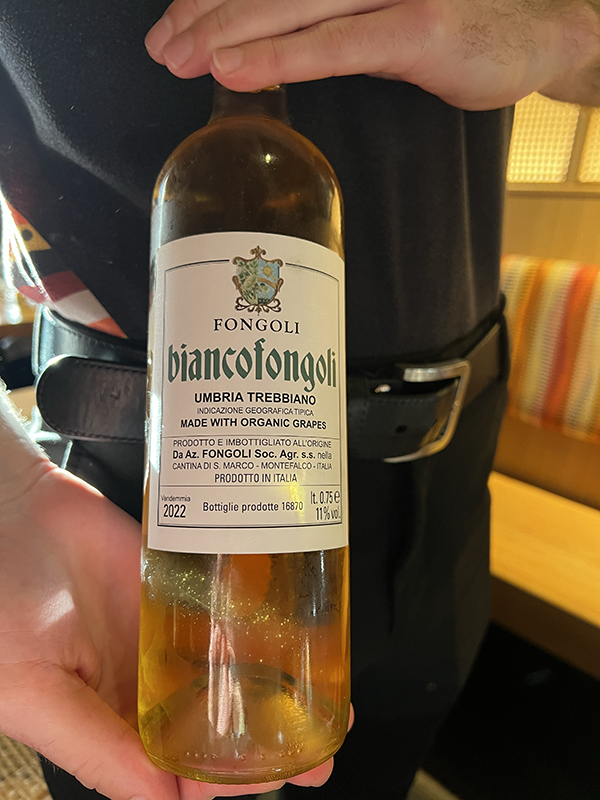 FONGOLI
biancofongoli
UMBRIA TREBBIANO
INDICAZIONE GEOGRAFICA TIPICA
MADE WITH ORGANIC GRAPES
PRODOTTO E IMBOTTIGLIATO ALL'ORIGINE
Da Az. FONGOLI Soc. Agr. s.s. nella
CANTINA DI S. MARCO - MONTEFALCO - ITALIA
PRODOTTO IN ITALIA
Vendemmia
2022
Bottiglie prodotte 16870
lt. 0.75 e
11% vol.